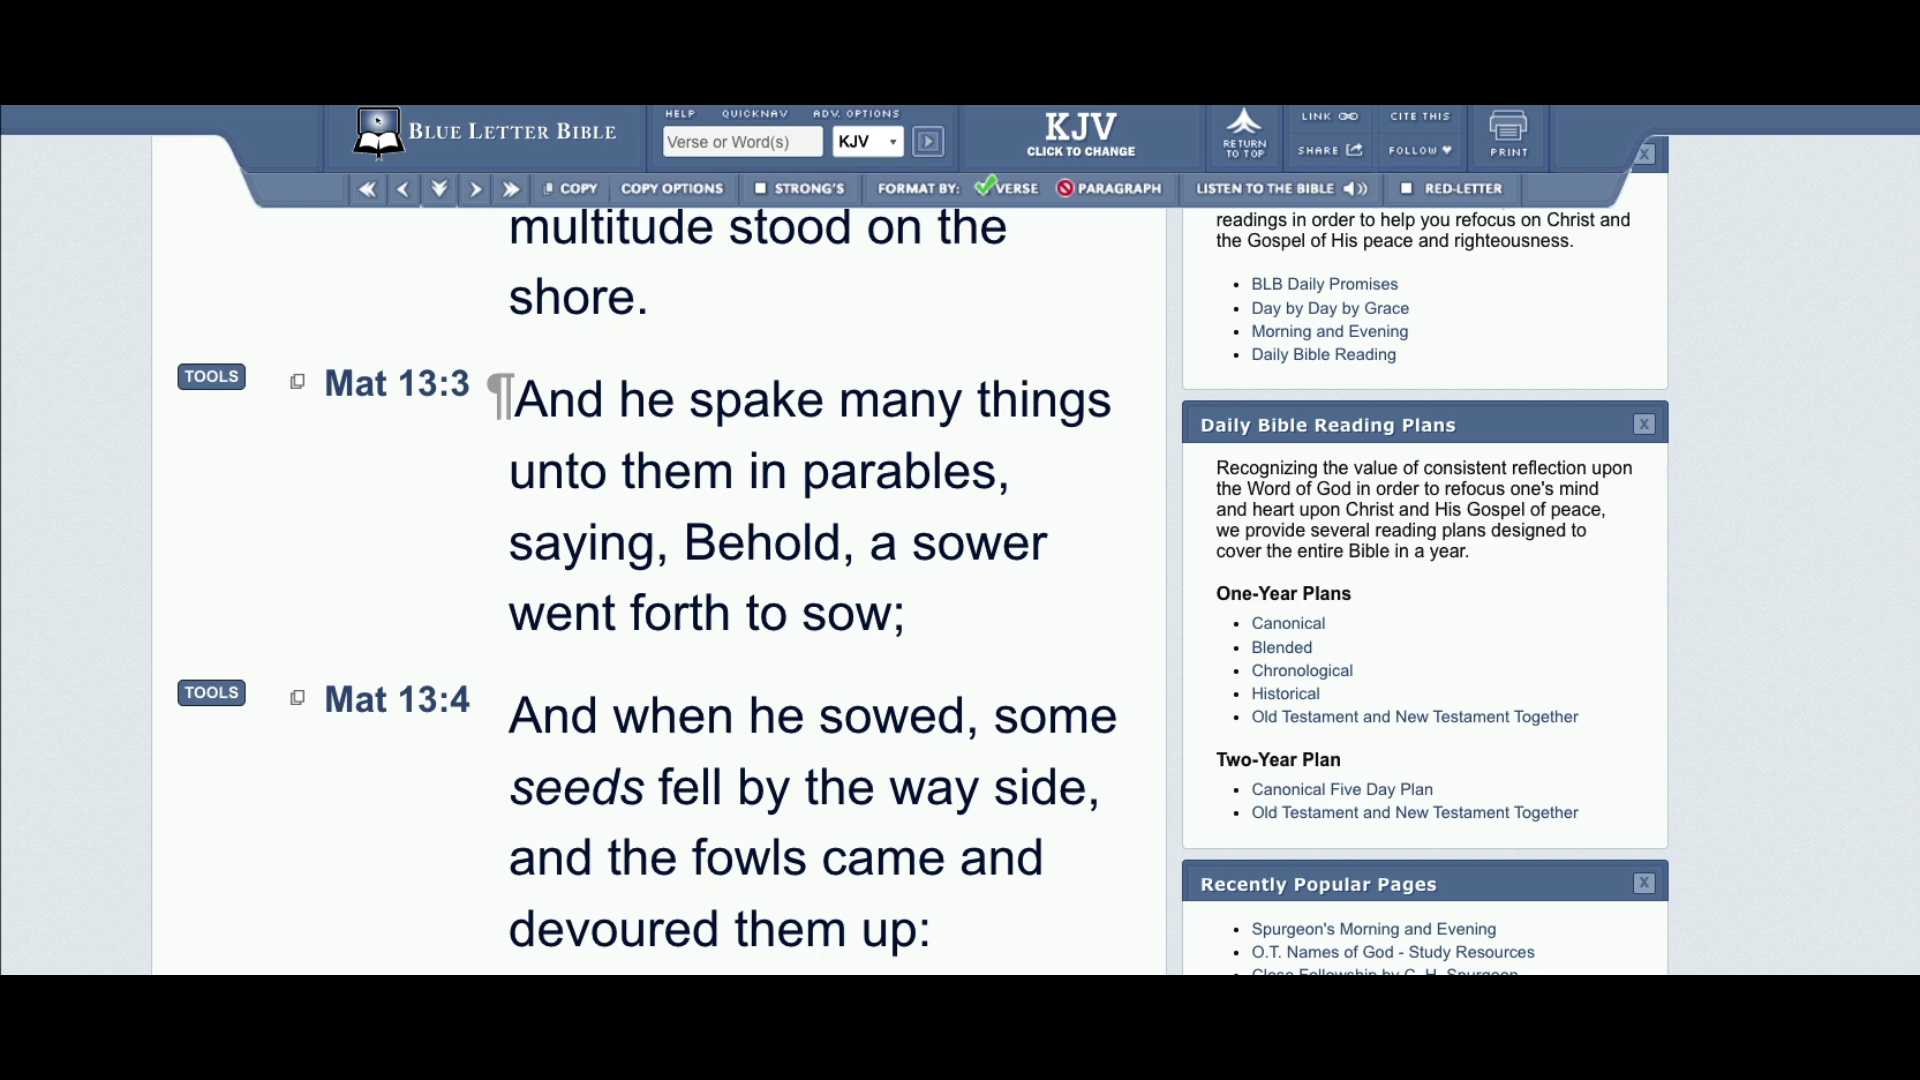 BLUE LETTER BIBLE
HELP QUICKNAV ADV. OPTIONS
Verse or Word(s) KJV
KJV
CLICK TO CHANGE
RETURN
TO TOP
LINK CITE THIS
SHARE FOLLOW
PRINT
COPY COPY OPTIONS STRONG'S FORMAT BY: VERSE PARAGRAPH LISTEN TO THE BIBLE RED-LETTER
multitude stood on the
shore.
TOOLS Mat 13:3 ¶And he spake many things
unto them in parables,
saying, Behold, a sower
went forth to sow;
TOOLS Mat 13:4 And when he sowed, some
seeds fell by the way side,
and the fowls came and
devoured them up:
X
readings in order to help you refocus on Christ and
the Gospel of His peace and righteousness.
• BLB Daily Promises
• Day by Day by Grace
• Morning and Evening
• Daily Bible Reading
Daily Bible Reading Plans X
Recognizing the value of consistent reflection upon
the Word of God in order to refocus one's mind
and heart upon Christ and His Gospel of peace,
we provide several reading plans designed to
cover the entire Bible in a year.
One-Year Plans
• Canonical
• Blended
• Chronological
• Historical
• Old Testament and New Testament Together
Two-Year Plan
• Canonical Five Day Plan
• Old Testament and New Testament Together
Recently Popular Pages X
• Spurgeon's Morning and Evening
• O.T. Names of God - Study Resources
• Close Fellowship by C. H. Spurgeon